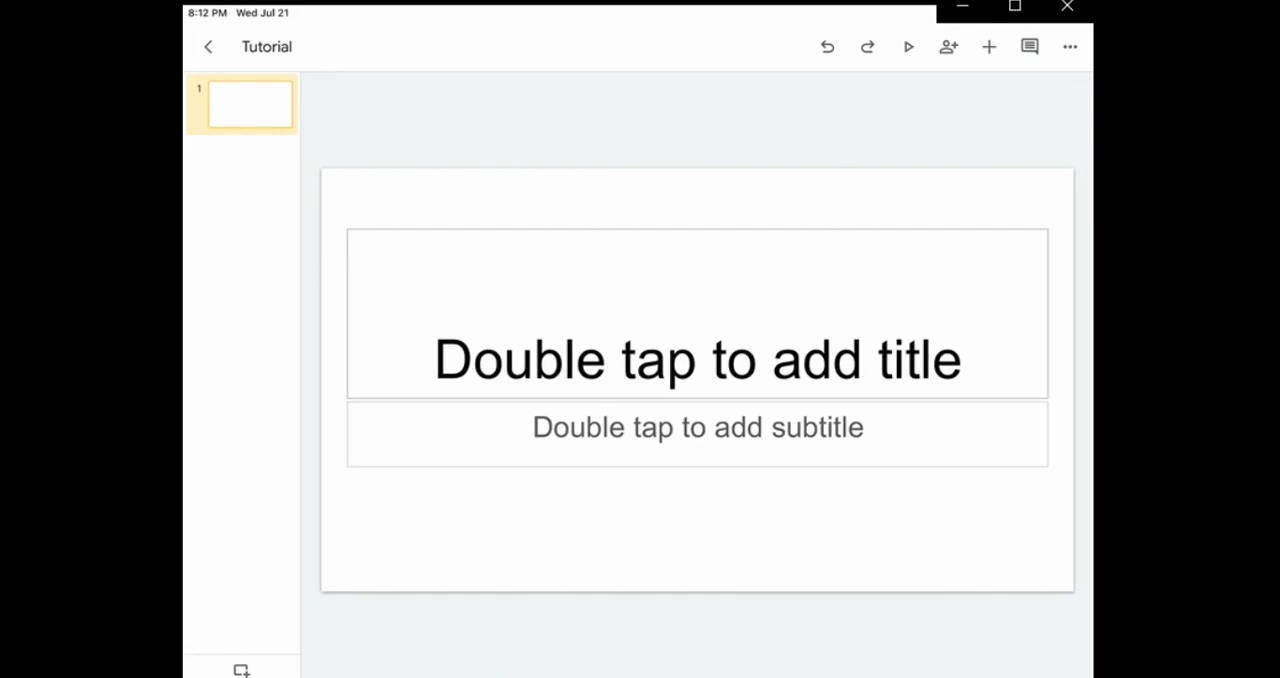 8:12 PM Wed Jul 21
Tutorial
1
Double tap to add title
Double tap to add subtitle